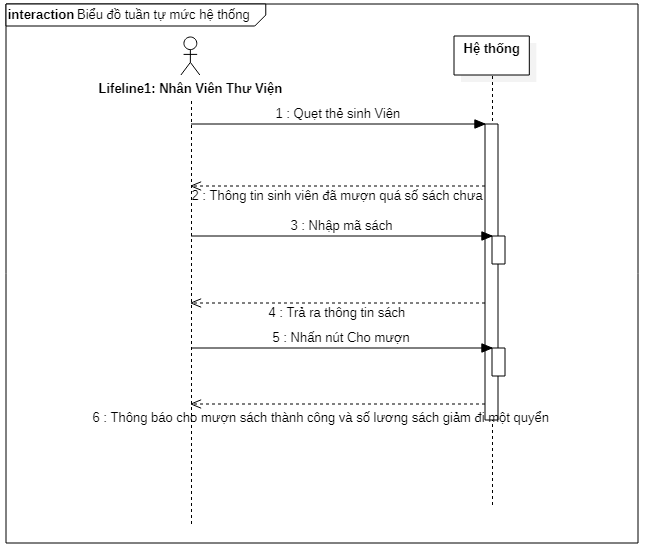 interaction Biểu đồ tuần tự mức hệ thống
Hệ thống
Lifeline1: Nhân Viên Thư Viện
1 : Quẹt thẻ sinh Viên
2 : Thông tin sinh viên đã mượn quá số sách chưa
3 : Nhập mã sách
4 : Trả ra thông tin sách
5 : Nhấn nút Cho mượn
6 : Thông báo cho mượn sách thành công và số lương sách giảm đi một quyển